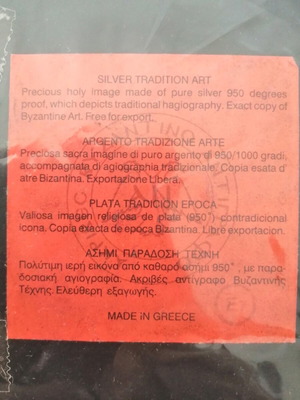 SILVER TRADITION ART
Precious holy image made of pure silver 950 degrees
proof, which depicts traditional hagiography. Exact copy of
Byzantine Art. Free for export.
ARGENTO TRADIZIONE ARTE
Preciosa sacra imagine di puro argento di 950/1000 gradi,
accompagnata di agiographia tradizionale. Copia esata d'
atre Bizantina. Exportazione Libera.
PLATA TRADICION EPOCA
Valiosa imagen religiosa de plata (950°) contradicional
icona. Copia exacta de epoca Bizantina. Libre exportacion.
ΑΣΗΜΙ ΠΑΡΑΔΟΣΗ ΤΕΧΝΗ
Πολύτιμη ιερή εικόνα από καθαρό ασήμι 950°, με παρα-
δοσιακή αγιογραφία. Ακριβές αντίγραφο Βυζαντινής
Τέχνης. Ελεύθερη εξαγωγής.
MADE IN GREECE